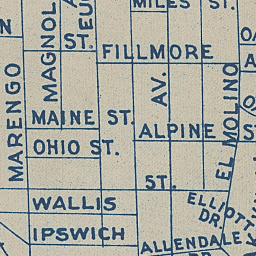 MILES ST.
ST.
FILLMORE
MARENGO
MAGNOL
AV.
EL MOLINO
MAINE ST.
ALPINE ST
OHIO ST.
ST.
WALLIS
ELLIOTT
DR.
IPSWICH
ALLENDALE